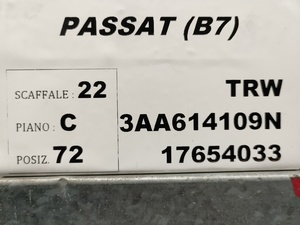 PASSAT (B7)
SCAFFALE : 22 TRW
PIANO : C 3AA614109N
POSIZ. 72 17654033